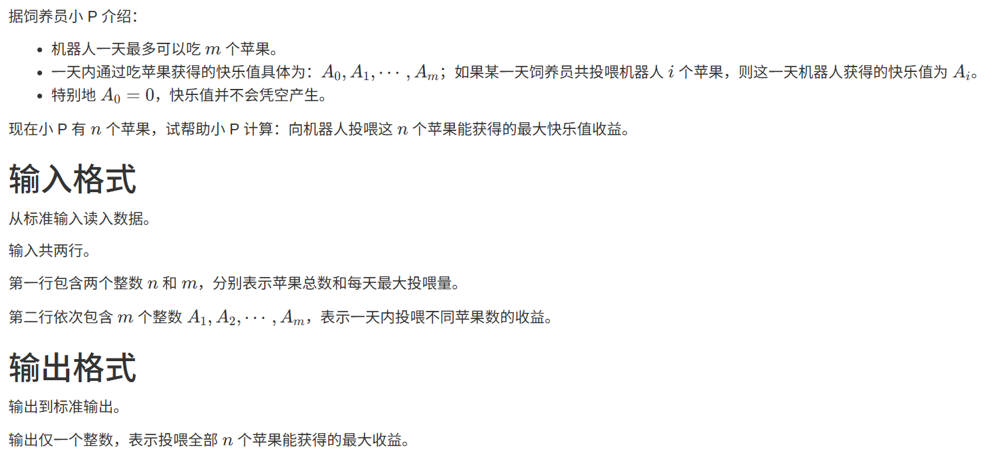 据饲养员小 P 介绍：
• 机器人一天最多可以吃 m 个苹果。
• 一天内通过吃苹果获得的快乐值具体为：A₀, A₁, ⋯ , Aₘ；如果某一天饲养员共投喂机器人 i 个苹果，则这一天机器人获得的快乐值为 Aᵢ。
• 特别地 A₀ = 0，快乐值并不会凭空产生。
现在小 P 有 n 个苹果，试帮助小 P 计算：向机器人投喂这 n 个苹果能获得的最大快乐值收益。
输入格式
从标准输入读入数据。
输入共两行。
第一行包含两个整数 n 和 m，分别表示苹果总数和每天最大投喂量。
第二行依次包含 m 个整数 A₁, A₂, ⋯ , Aₘ，表示一天内投喂不同苹果数的收益。
输出格式
输出到标准输出。
输出仅一个整数，表示投喂全部 n 个苹果能获得的最大收益。